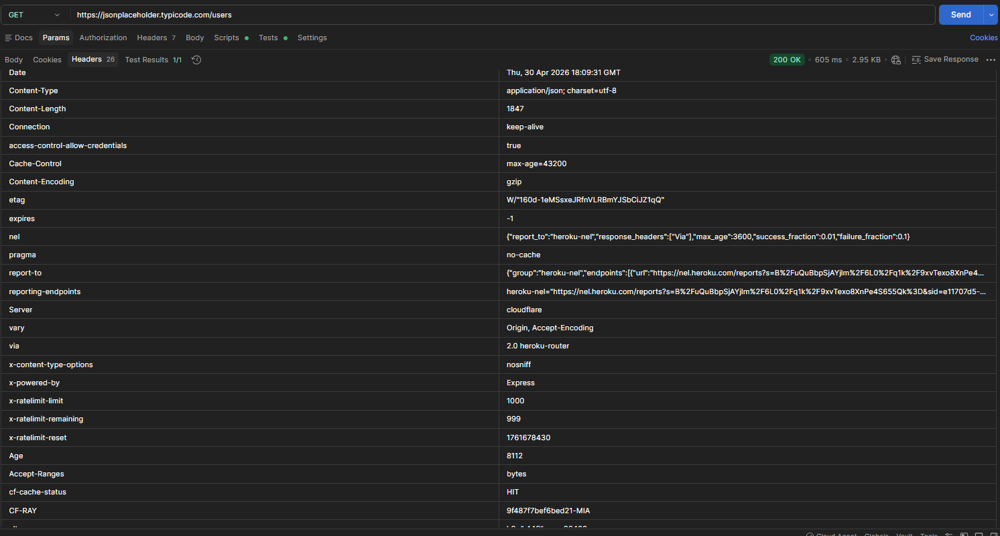 GET https://jsonplaceholder.typicode.com/users Send
Docs Params Authorization Headers 7 Body Scripts Tests Settings Cookies
Body Cookies Headers 26 Test Results 1/1 200 OK 605 ms 2.95 KB e.g. Save Response
Date Thu, 30 Apr 2026 18:09:31 GMT
Content-Type application/json; charset=utf-8
Content-Length 1847
Connection keep-alive
access-control-allow-credentials true
Cache-Control max-age=43200
Content-Encoding gzip
etag W/"160d-1eMSsxeJRfnVLRBmYJSbCiJZ1qQ"
expires -1
nel {"report_to":"heroku-nel","response_headers":["Via"],"max_age":3600,"success_fraction":0.01,"failure_fraction":0.1}
pragma no-cache
report-to {"group":"heroku-nel","endpoints":[{"url":"https://nel.heroku.com/reports?s=B%2FuQuBbpSjAYjlm%2F6L0%2Fq1k%2F9xvTexo8XnPe4...
reporting-endpoints heroku-nel="https://nel.heroku.com/reports?s=B%2FuQuBbpSjAYjlm%2F6L0%2Fq1k%2F9xvTexo8XnPe4S655Qk%3D&sid=e11707d5-...
Server cloudflare
vary Origin, Accept-Encoding
via 2.0 heroku-router
x-content-type-options nosniff
x-powered-by Express
x-ratelimit-limit 1000
x-ratelimit-remaining 999
x-ratelimit-reset 1761678430
Age 8112
Accept-Ranges bytes
cf-cache-status HIT
CF-RAY 9f487f7bef6bed21-MIA
Cloud Agent Globals Vault Tools